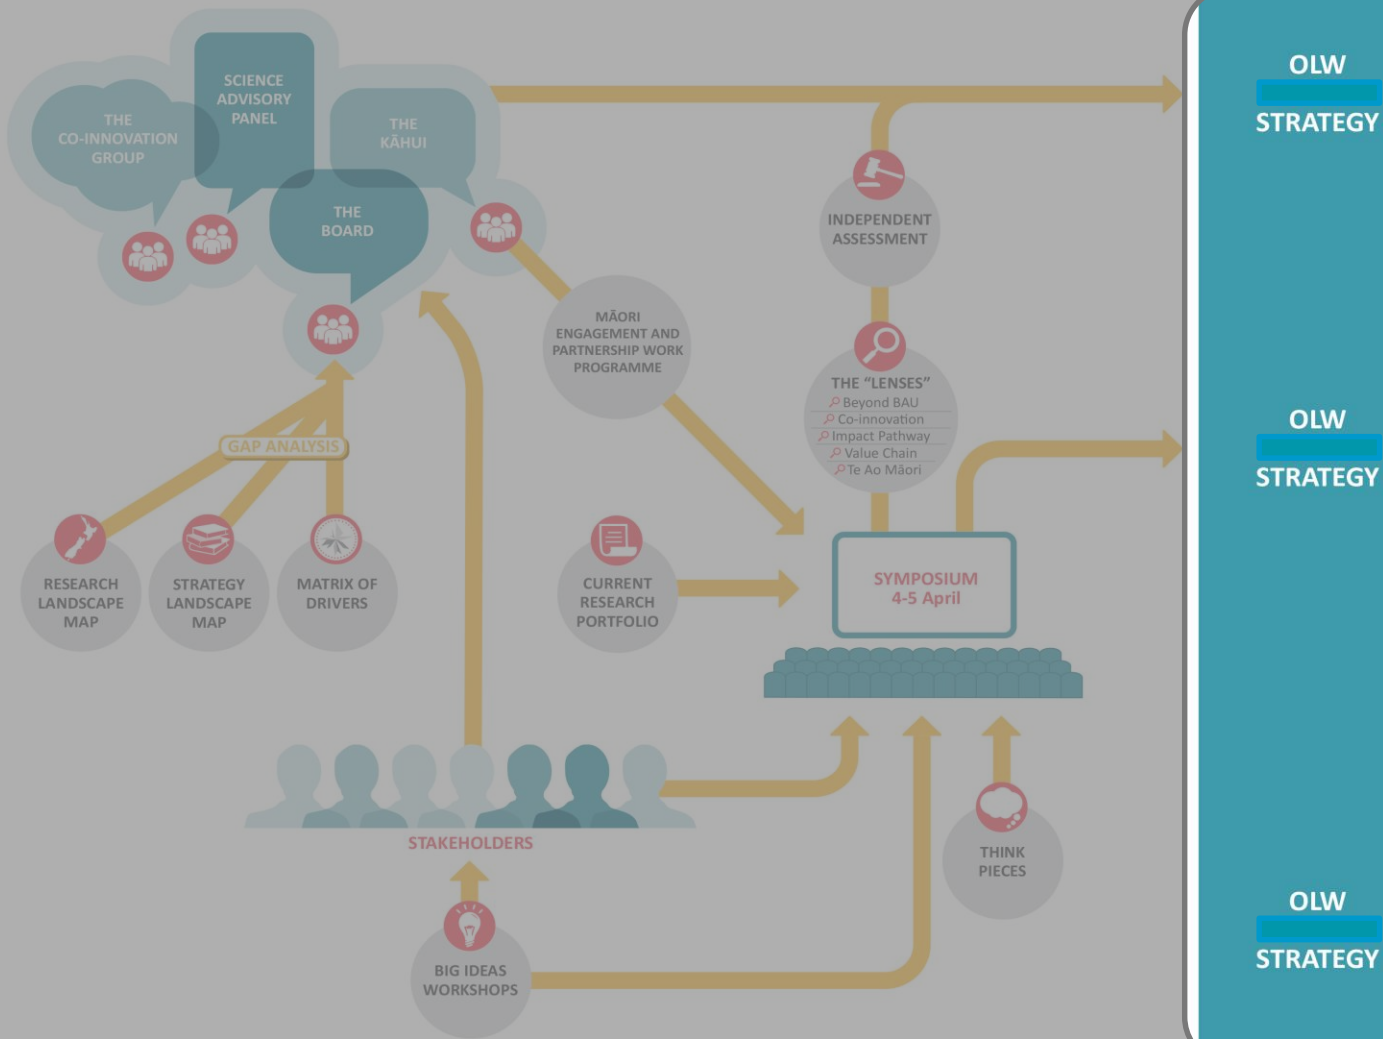 THE
CO-INNOVATION
GROUP
SCIENCE
ADVISORY
PANEL
THE
KĀHUI
THE
BOARD
GAP ANALYSIS
RESEARCH
LANDSCAPE
MAP
STRATEGY
LANDSCAPE
MAP
MATRIX OF
DRIVERS
MĀORI
ENGAGEMENT AND
PARTNERSHIP WORK
PROGRAMME
CURRENT
RESEARCH
PORTFOLIO
INDEPENDENT
ASSESSMENT
THE “LENSES”
Beyond BAU
Co-innovation
Impact Pathway
Value Chain
Te Ao Māori
SYMPOSIUM
4-5 April
STAKEHOLDERS
BIG IDEAS
WORKSHOPS
THINK
PIECES
OLW
STRATEGY
OLW
STRATEGY
OLW
STRATEGY